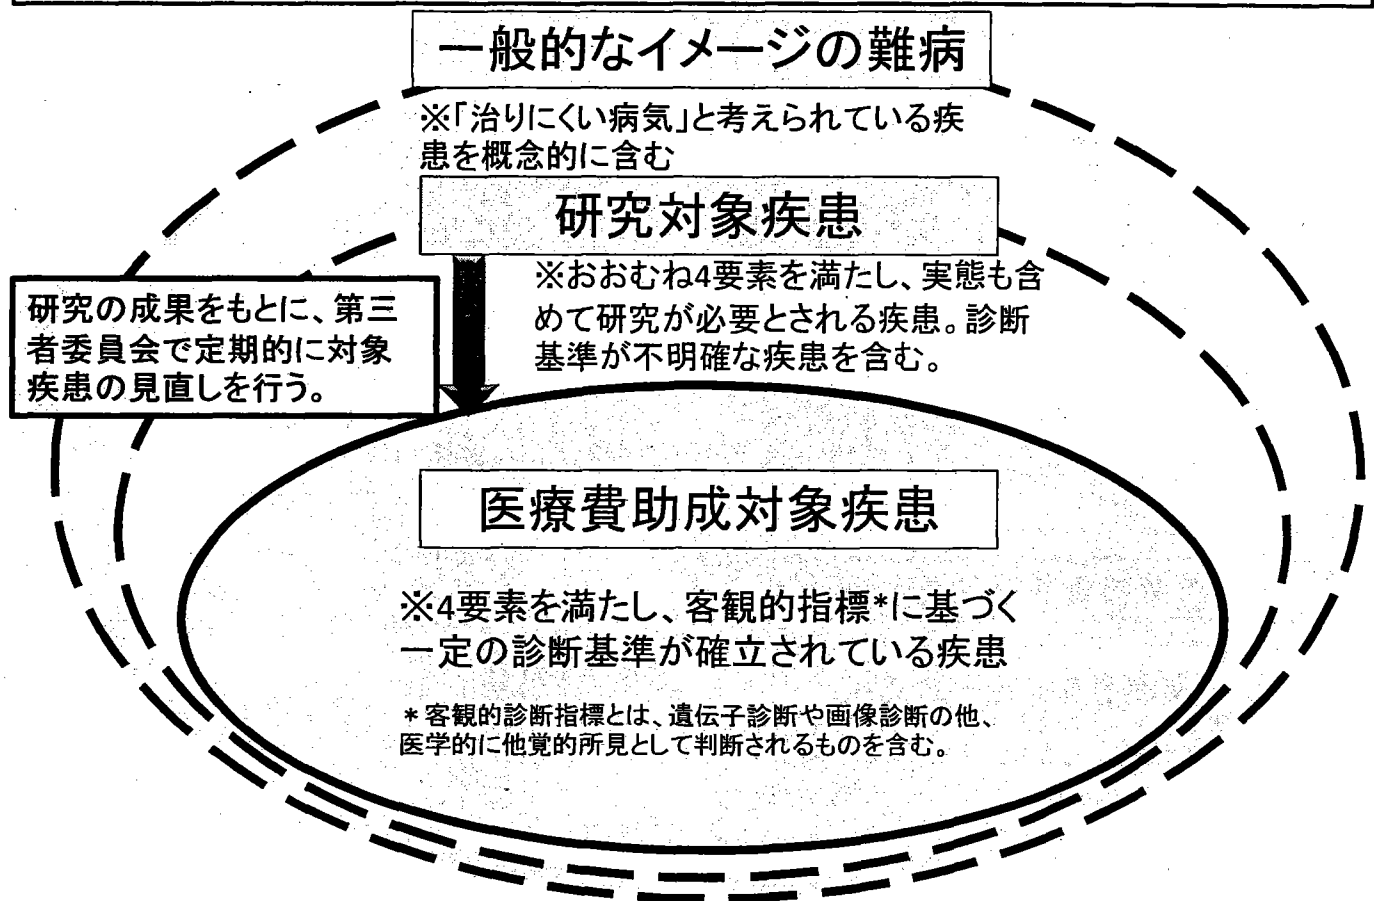 一般的なイメージの難病
※「治りにくい病気」と考えられている疾
患を概念的に含む
研究対象疾患
※おおむね4要素を満たし、実態も含
めて研究が必要とされる疾患。診断
基準が不明確な疾患を含む。
研究の成果をもとに、第三
者委員会で定期的に対象
疾患の見直しを行う。
医療費助成対象疾患
※4要素を満たし、客観的指標*に基づく
一定の診断基準が確立されている疾患
*客観的診断指標とは、遺伝子診断や画像診断の他、
医学的に他覚的所見として判断されるものを含む。